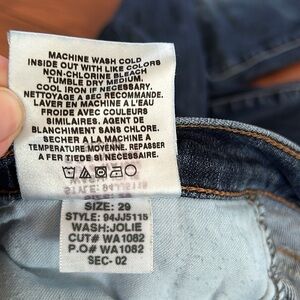 MACHINE WASH COLD
INSIDE OUT WITH LIKE COLORS
NON-CHLORINE BLEACH
TUMBLE DRY MEDIUM.
COOL IRON IF NECESSARY.
NETTOYAGE A SEC RECOMMANDE.
LAVER EN MACHINE A L'EAU
FROIDE AVEC COULEURS
SIMILAIRES. AGENT DE
BLANCHIMENT SANS CHLORE.
SECHER A LA MACHINE A
TEMPERATURE MOYENNE. REPASSER
A FER TIEDE SI NECESSAIRE.
SIZE: 29
STYLE: 94JJ5115
WASH:JOLIE
CUT# WA1082
P.O# WA1082
SEC- 02